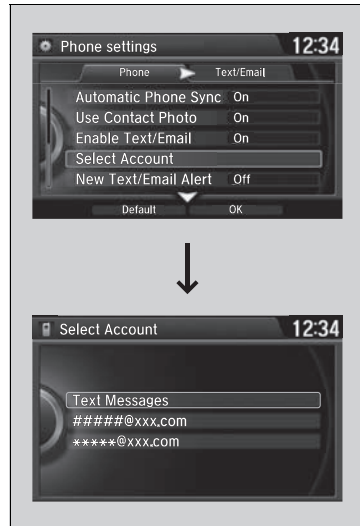 Phone settings 12:34
Phone Text/Email
Automatic Phone Sync On
Use Contact Photo On
Enable Text/Email On
Select Account
New Text/Email Alert Off
Default OK
Select Account 12:34
Text Messages
#####@xxx.com
*****@xxx.com